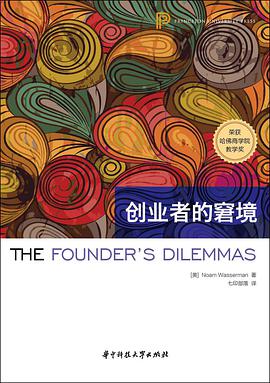 PRINCETON UNIVERSITY PRESS
荣获
哈佛商学院
教学奖
创业者的窘境
THE FOUNDER'S DILEMMAS
[美] Noam Wasserman 著
七印部落 译
华中科技大学出版社